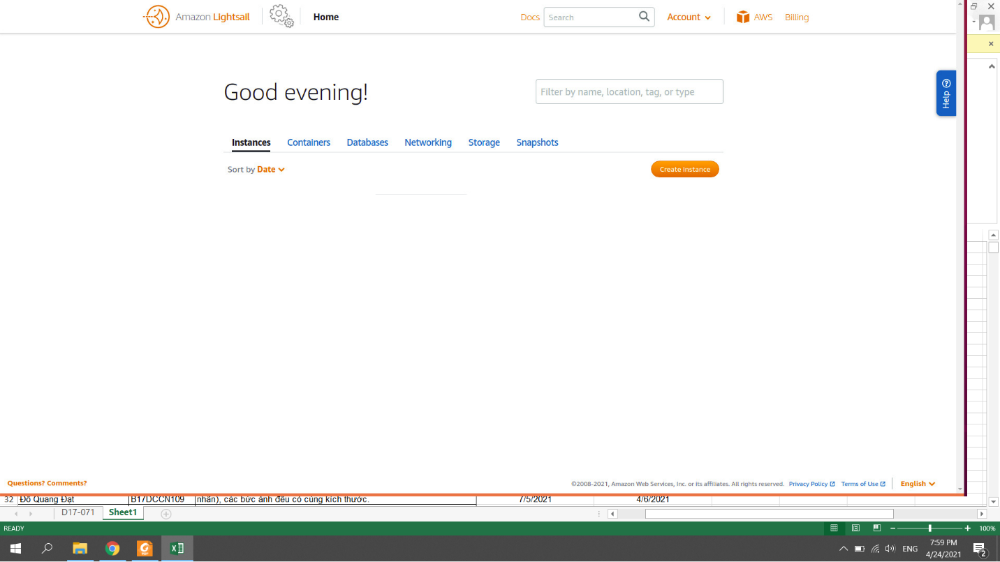 Amazon Lightsail Home Docs Search Account AWS Billing
Help
Good evening! Filter by name, location, tag, or type
Instances Containers Databases Networking Storage Snapshots
Sort by Date Create instance
Questions? Comments? ©2008-2021, Amazon Web Services, Inc. or its affiliates. All rights reserved. Privacy Policy Terms of Use English
32 Đỗ Quang Đạt B17DCCN109 nhãn), các bức ảnh đều có cùng kích thước. 7/5/2021 4/6/2021
D17-071 Sheet1
READY 100%
ENG 7:59 PM
4/24/2021 2